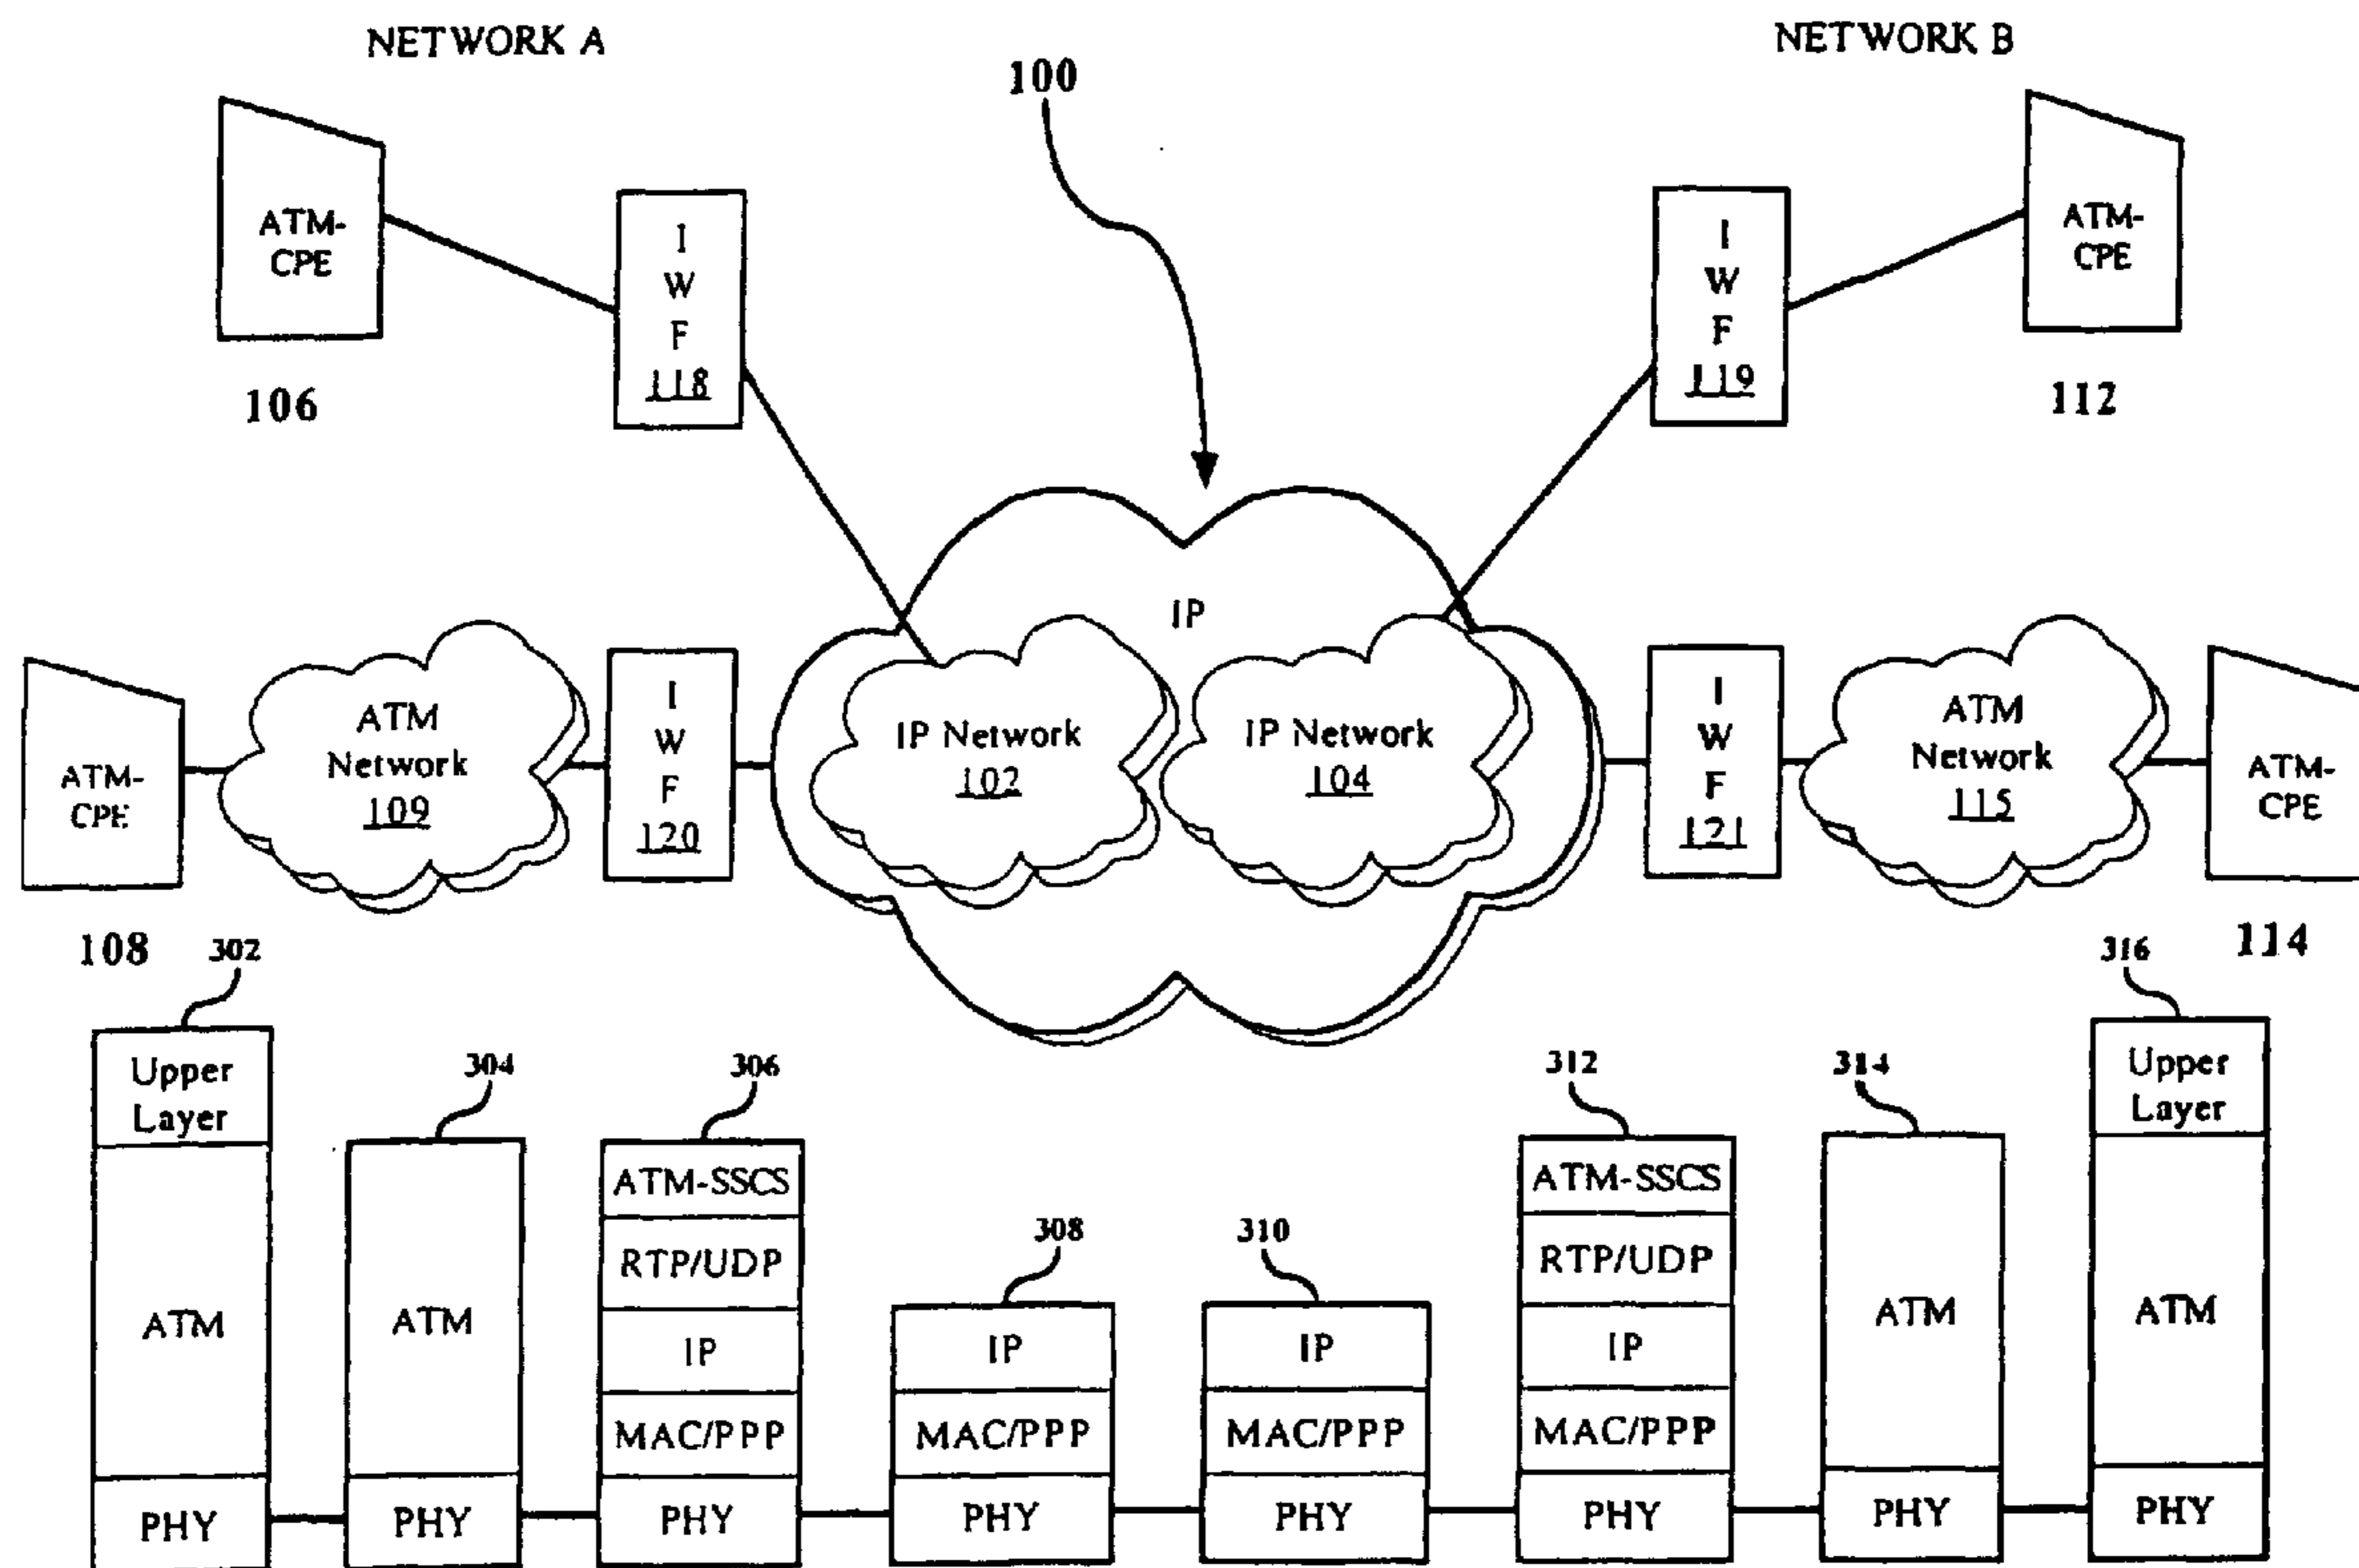 NETWORK A
NETWORK B
100
ATM-
CPE
106
I
W
F
118
I
W
F
119
ATM-
CPE
112
IP
ATM-
CPE
108
ATM
Network
109
I
W
F
120
IP Network
102
IP Network
104
I
W
F
121
ATM
Network
115
ATM-
CPE
114
302
Upper
Layer
ATM
PHY
304
ATM
PHY
306
ATM-SSCS
RTP/UDP
IP
MAC/PPP
PHY
308
IP
MAC/PPP
PHY
310
IP
MAC/PPP
PHY
312
ATM-SSCS
RTP/UDP
IP
MAC/PPP
PHY
314
ATM
PHY
316
Upper
Layer
ATM
PHY